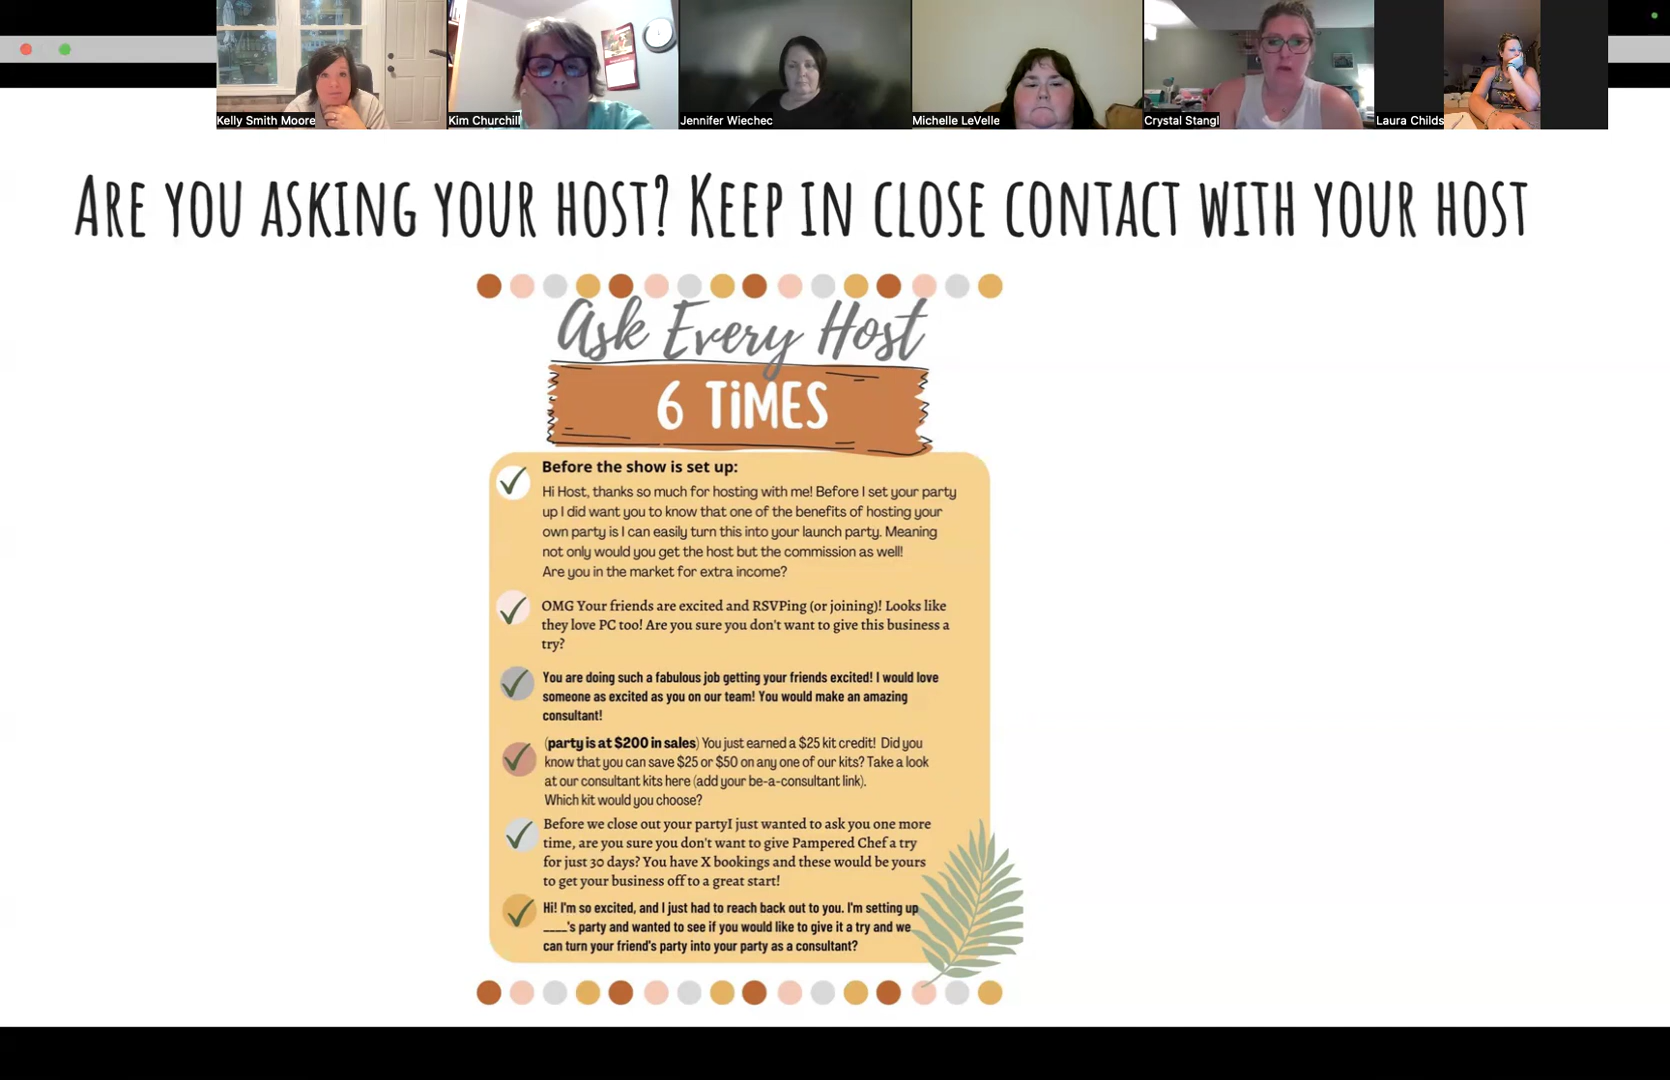 Kelly Smith Moore
Kim Churchill
Jennifer Wiechec
Michelle LeVelle
Crystal Stangl
Laura Childs
Are you asking your host? Keep in close contact with your host
Ask Every Host
6 TiMES
Before the show is set up:
Hi Host, thanks so much for hosting with me! Before I set your party
up I did want you to know that one of the benefits of hosting your
own party is I can easily turn this into your launch party. Meaning
not only would you get the host but the commission as well!
Are you in the market for extra income?
OMG Your friends are excited and RSVPing (or joining)! Looks like
they love PC too! Are you sure you don't want to give this business a
try?
You are doing such a fabulous job getting your friends excited! I would love
someone as excited as you on our team! You would make an amazing
consultant!
(party is at $200 in sales) You just earned a $25 kit credit! Did you
know that you can save $25 or $50 on any one of our kits? Take a look
at our consultant kits here (add your be-a-consultant link).
Which kit would you choose?
Before we close out your partyI just wanted to ask you one more
time, are you sure you don't want to give Pampered Chef a try
for just 30 days? You have X bookings and these would be yours
to get your business off to a great start!
Hi! I'm so excited, and I just had to reach back out to you. I'm setting up
____'s party and wanted to see if you would like to give it a try and we
can turn your friend's party into your party as a consultant?